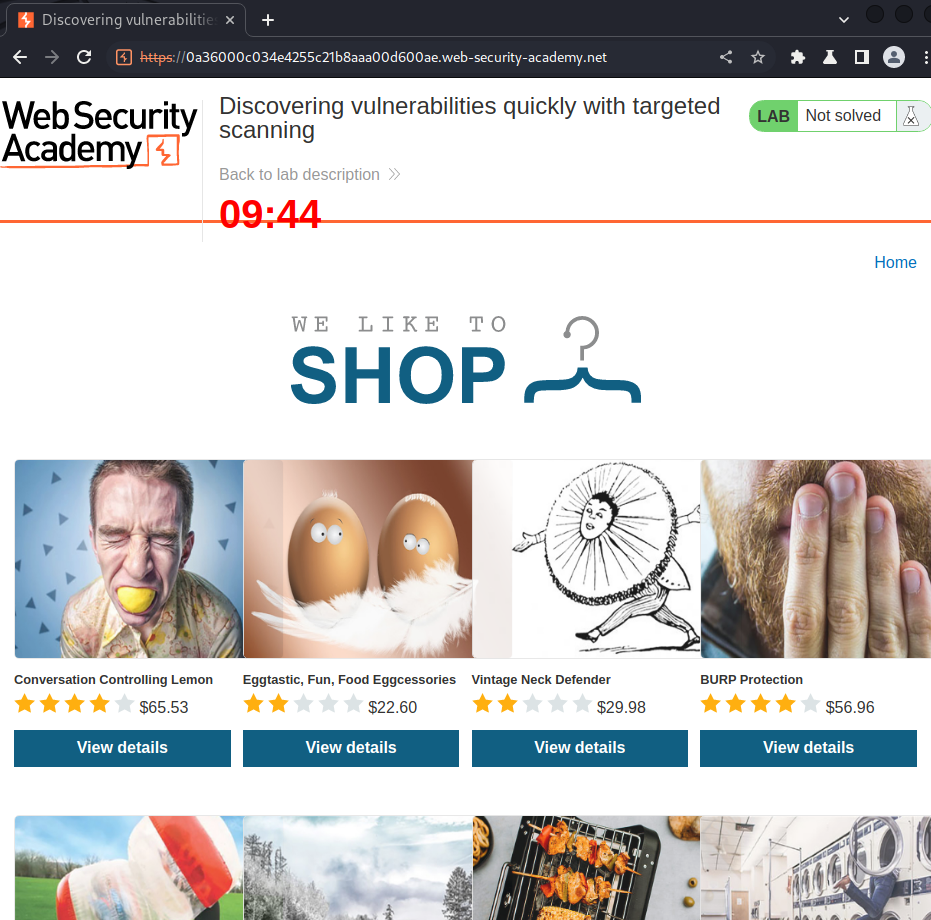 Discovering vulnerabilitie
https://0a36000c034e4255c21b8aaa00d600ae.web-security-academy.net
Web Security
Academy
Discovering vulnerabilities quickly with targeted
scanning
LAB Not solved
Back to lab description
09:44
Home
WE LIKE TO
SHOP
Conversation Controlling Lemon
$65.53
View details
Eggtastic, Fun, Food Eggcessories
$22.60
View details
Vintage Neck Defender
$29.98
View details
BURP Protection
$56.96
View details